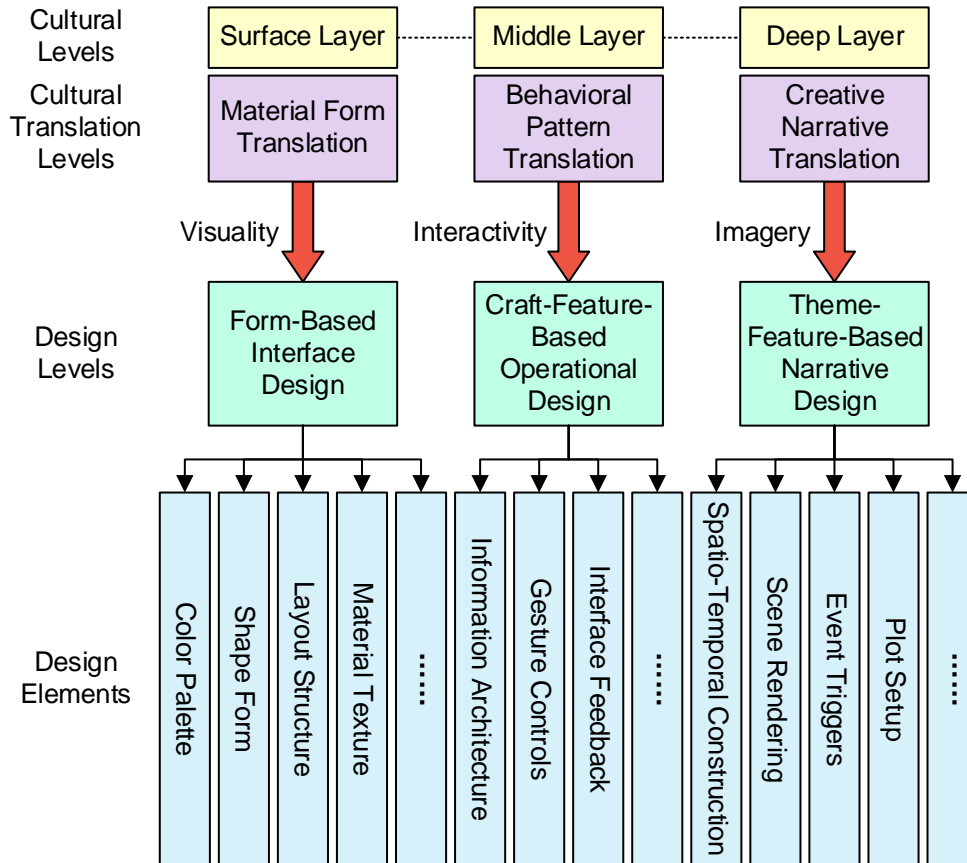 Cultural
Levels
Surface Layer
Middle Layer
Deep Layer
Cultural
Translation
Levels
Material Form
Translation
Behavioral
Pattern
Translation
Creative
Narrative
Translation
Visuality
Interactivity
Imagery
Design
Levels
Form-Based
Interface
Design
Craft-Feature-
Based
Operational
Design
Theme-
Feature-Based
Narrative
Design
Design
Elements
Color Palette
Shape Form
Layout Structure
Material Texture
......
Information Architecture
Gesture Controls
Interface Feedback
......
Spatio-Temporal Construction
Scene Rendering
Event Triggers
Plot Setup
......